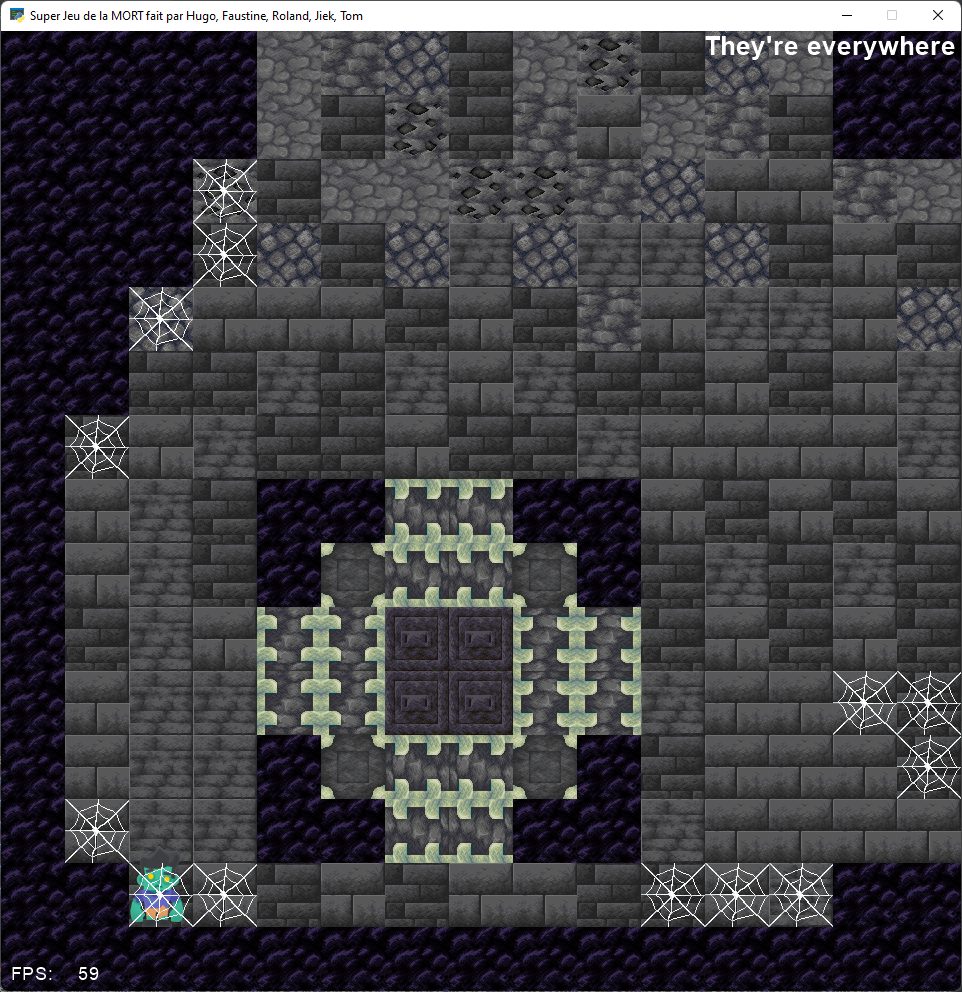 Super Jeu de la MORT fait par Hugo, Faustine, Roland, Jiek, Tom
They're everywhere
FPS: 59